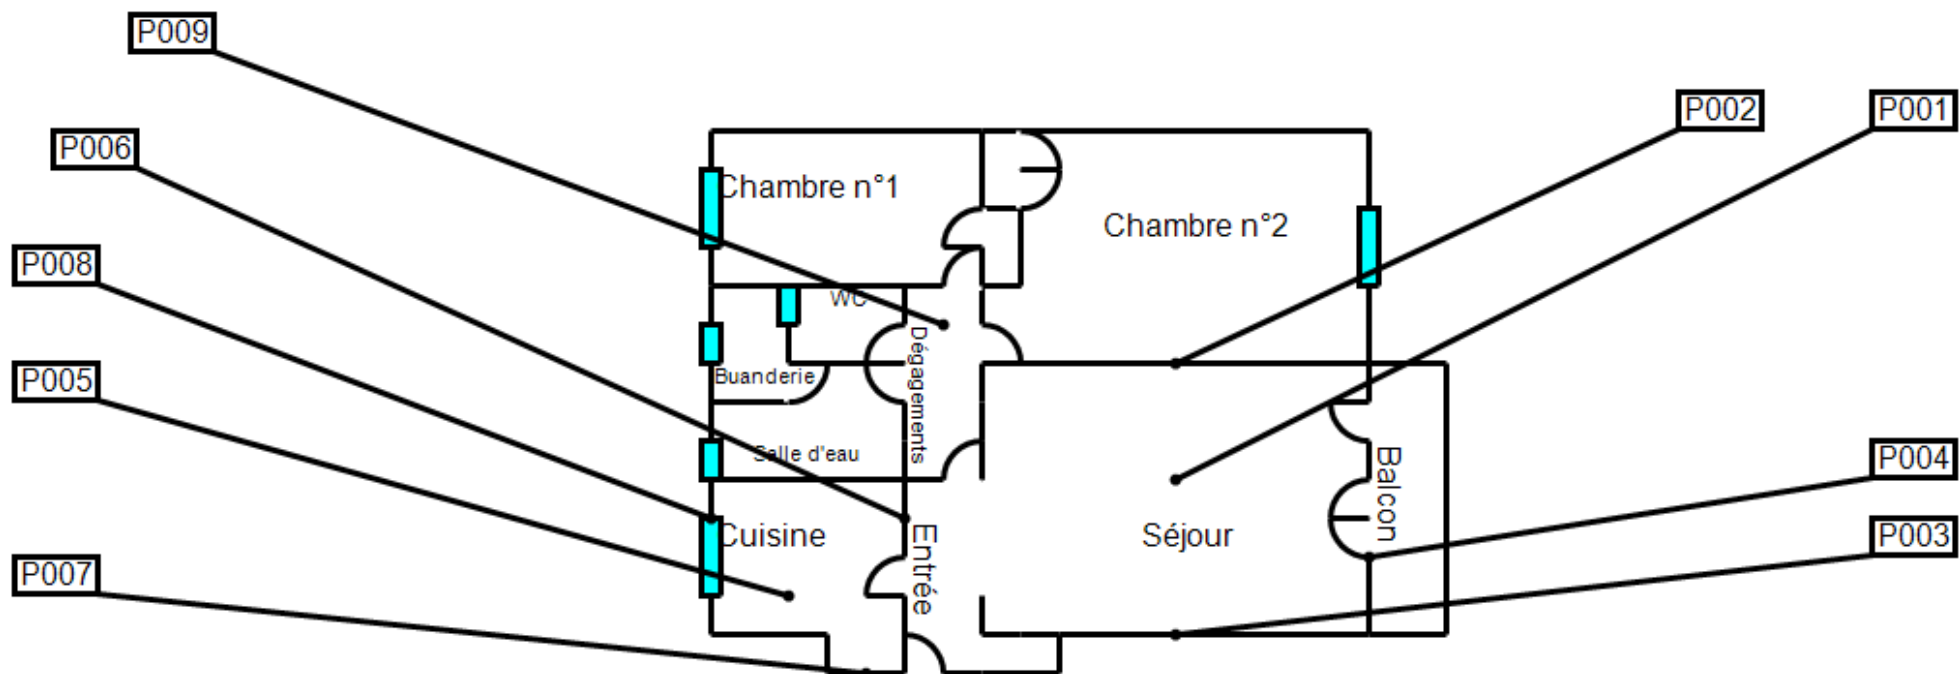 P009
P002
P001
P006
Chambre n°1
Chambre n°2
P008
WC
Dégagements
P005
Buanderie
Salle d'eau
P004
Balcon
Cuisine
Entrée
Séjour
P003
P007